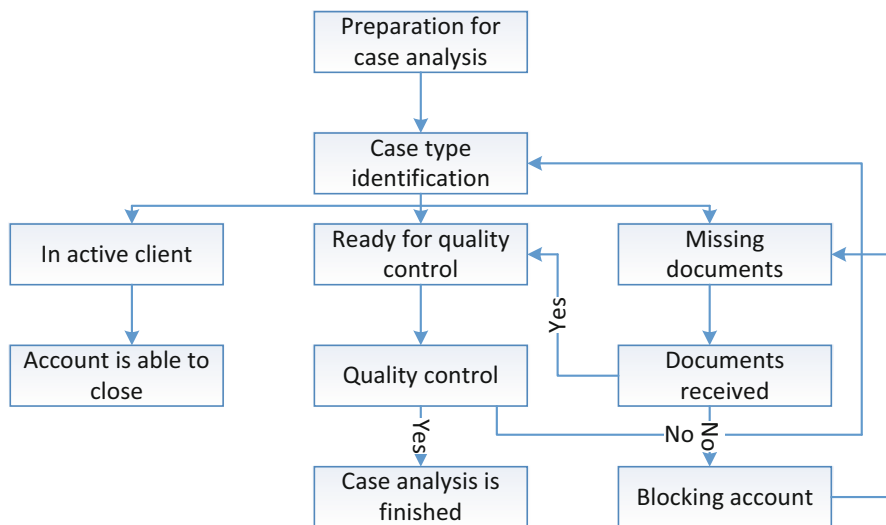 Preparation for
case analysis
Case type
identification
In active client
Ready for quality
control
Missing
documents
Yes
Account is able to
close
Quality control
Documents
received
Yes
No
No
Case analysis is
finished
Blocking account